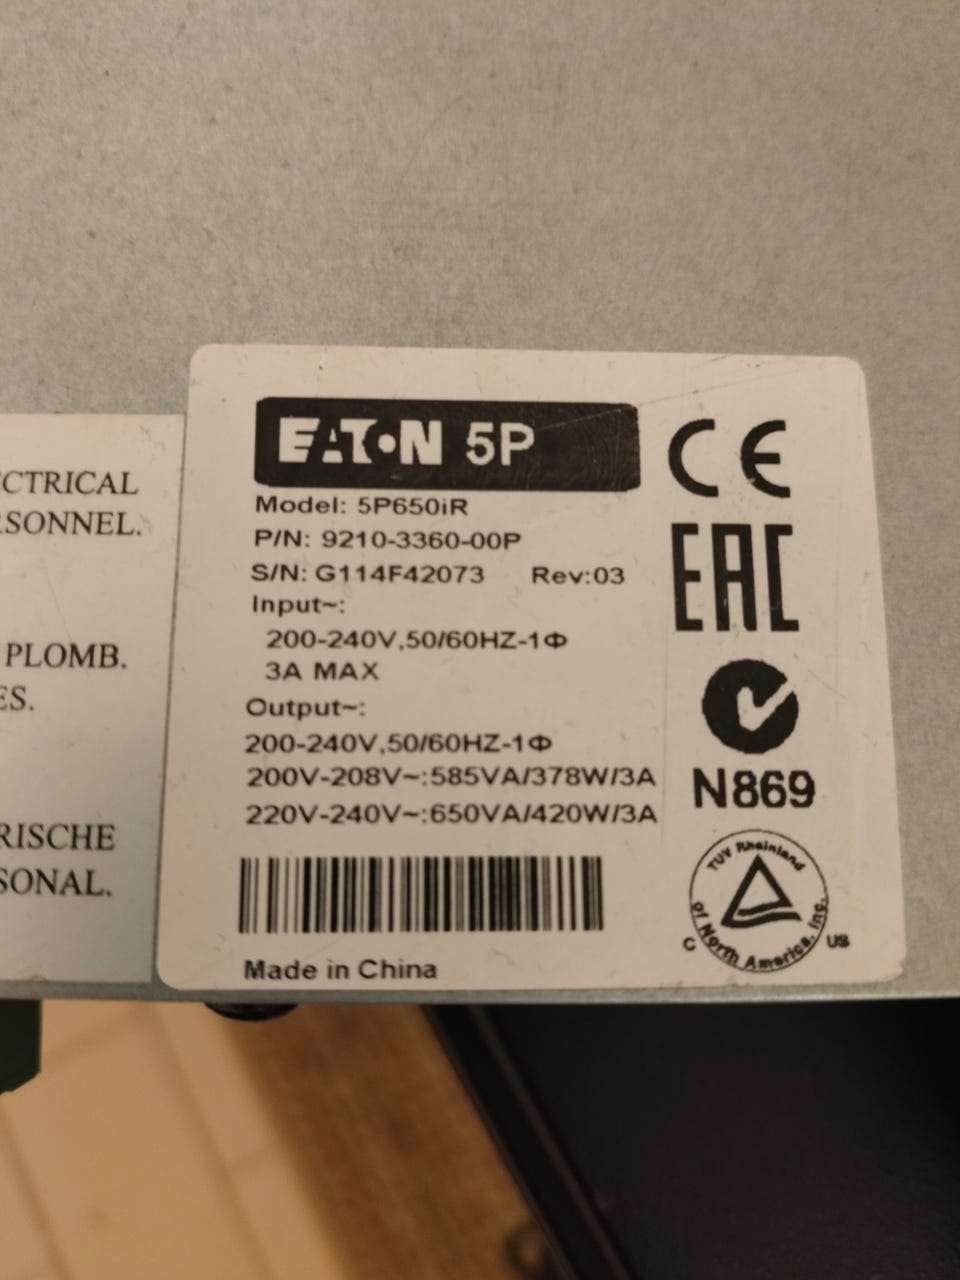 ECTRICAL
RSONNEL.
PLOMB.
ES.
RISCHE
SONAL.
EATON 5P
Model: 5P650iR
P/N: 9210-3360-00P
S/N: G114F42073 Rev:03
Input~:
200-240V,50/60HZ-1Φ
3A MAX
Output~:
200-240V,50/60HZ-1Φ
200V-208V~:585VA/378W/3A
220V-240V~:650VA/420W/3A
Made in China
CE
EAC
N869
TUV Rheinland
of North America, Inc.
C US